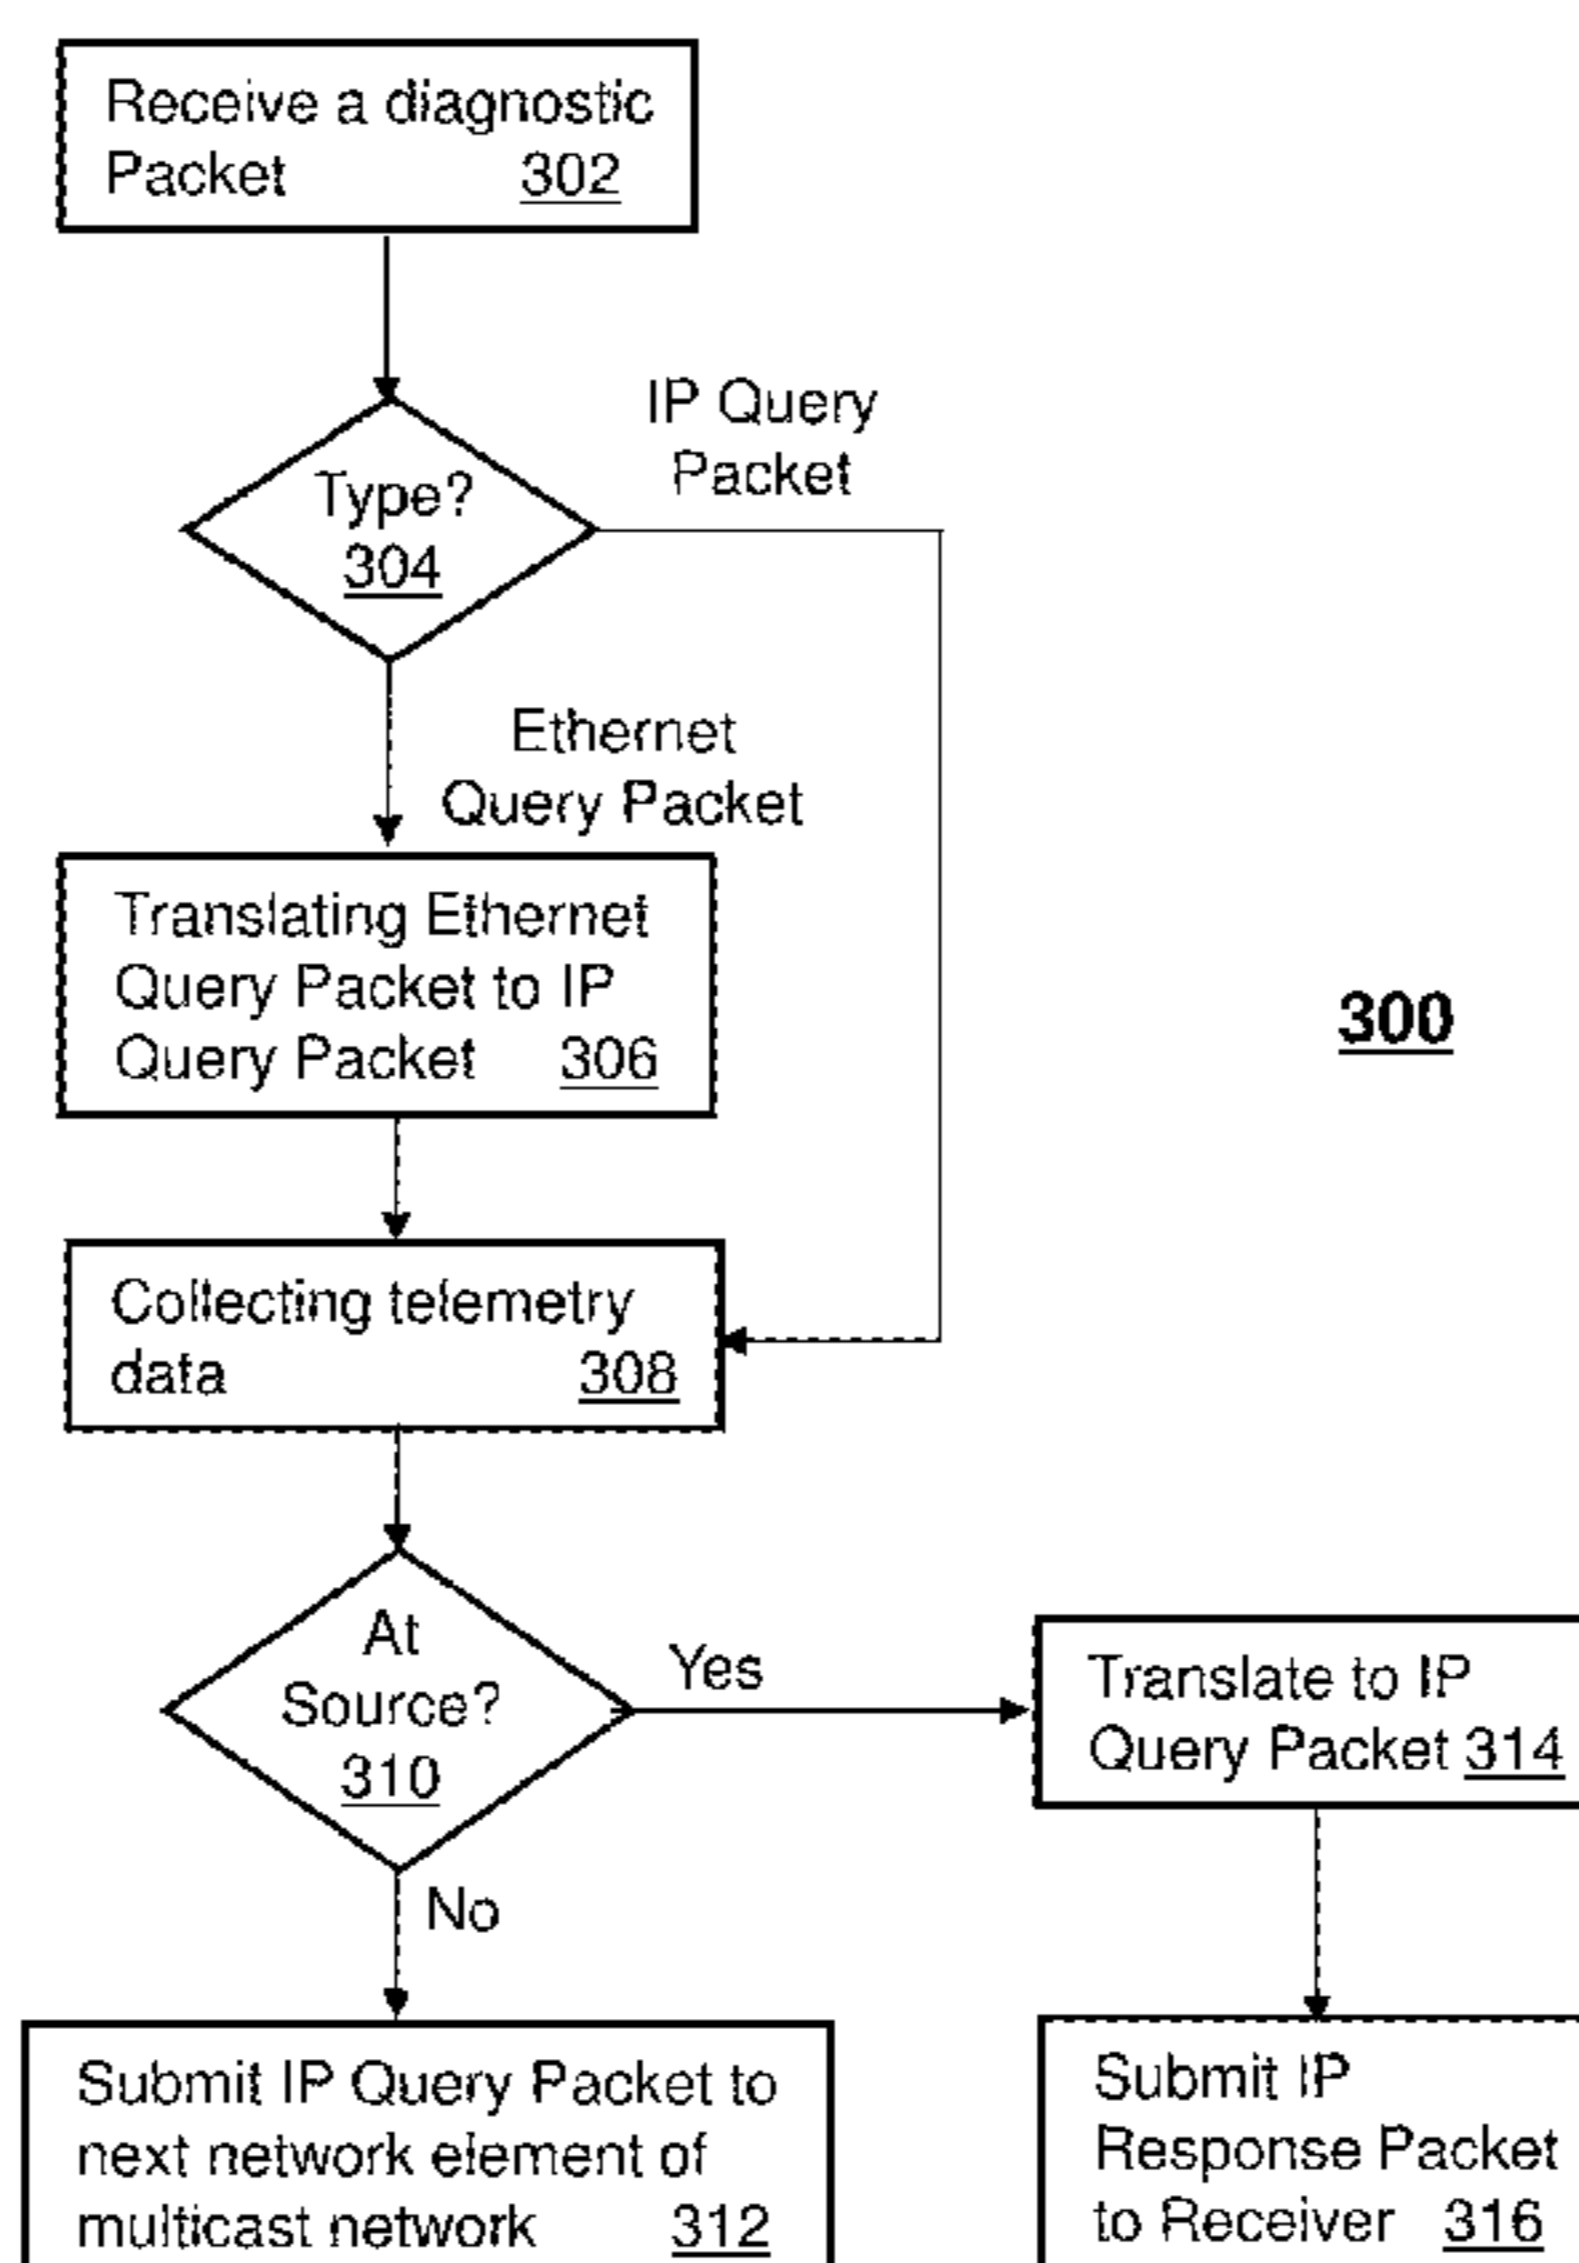 Receive a diagnostic
Packet 302
IP Query
Packet
Type?
304
Ethernet
Query Packet
Translating Ethernet
Query Packet to IP
Query Packet 306
300
Collecting telemetry
data 308
At
Source?
310
Yes
Translate to IP
Query Packet 314
No
Submit IP Query Packet to
next network element of
multicast network 312
Submit IP
Response Packet
to Receiver 316